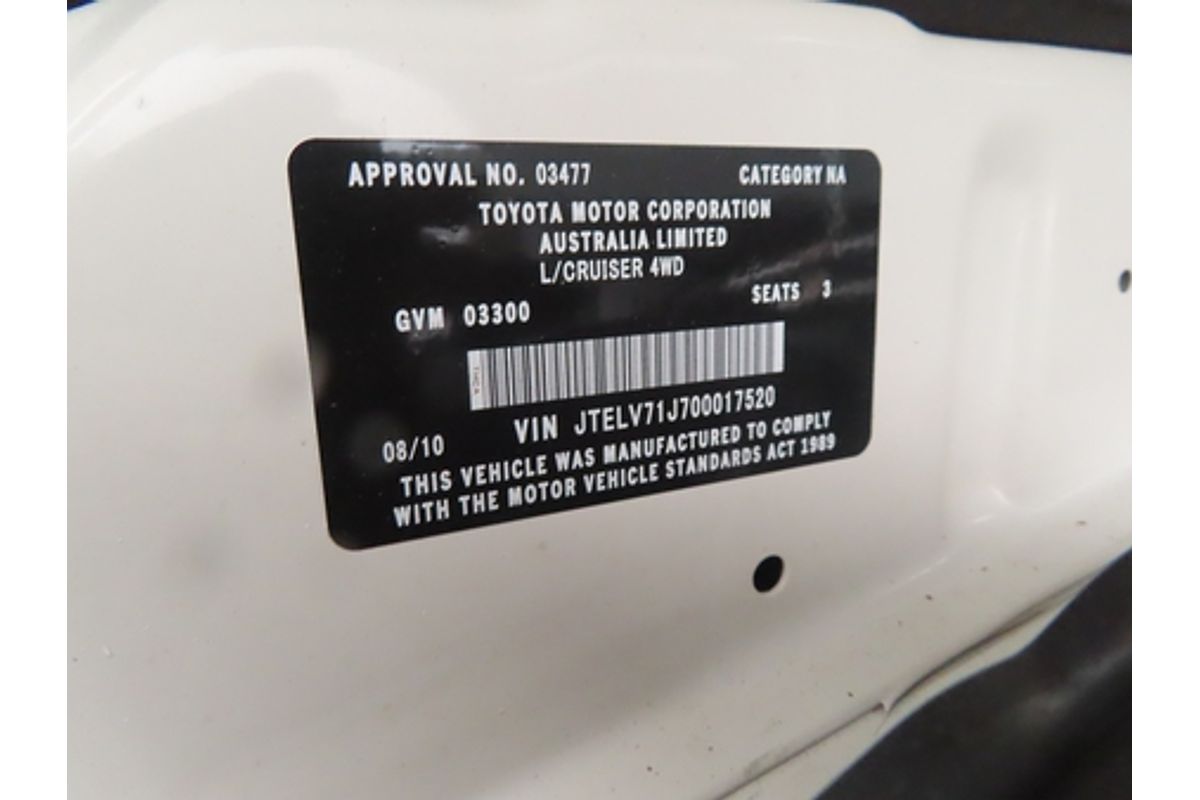 APPROVAL NO. 03477 CATEGORY NA
TOYOTA MOTOR CORPORATION
AUSTRALIA LIMITED
L/CRUISER 4WD
GVM 03300 SEATS 3
TMCA
VIN JTELV71J700017520
08/10
THIS VEHICLE WAS MANUFACTURED TO COMPLY
WITH THE MOTOR VEHICLE STANDARDS ACT 1989